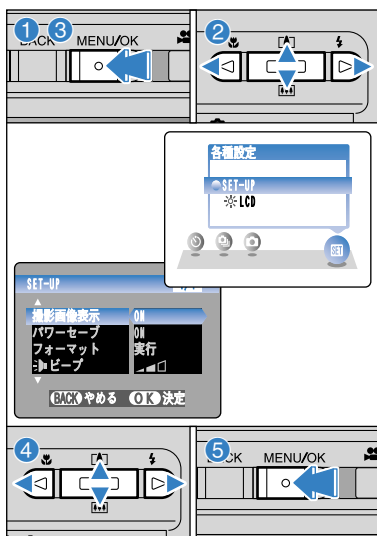 1 3
BACK MENU/OK
2
各種設定
SET-UP
LCD
SET
SET-UP
撮影画像表示 ON
パワーセーブ ON
フォーマット 実行
ビープ
BACK やめる OK 決定
4
5
BACK MENU/OK